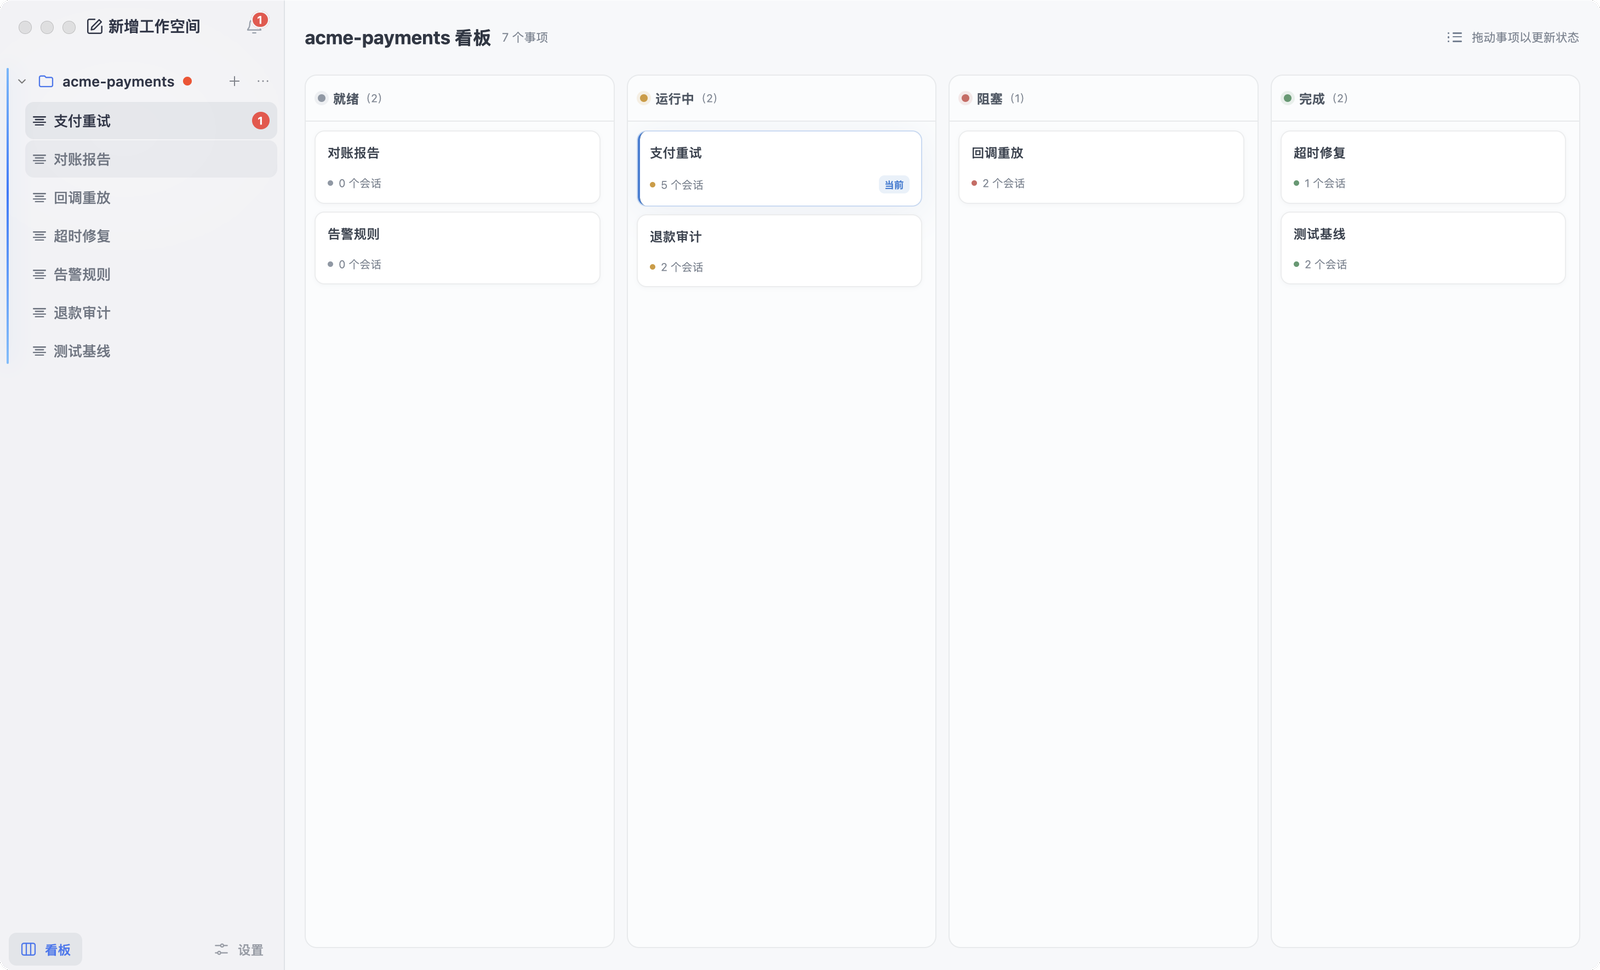 新增工作空间
1
acme-payments
支付重试
1
对账报告
回调重放
超时修复
告警规则
退款审计
测试基线
看板
设置
acme-payments 看板
7 个事项
拖动事项以更新状态
就绪 (2)
对账报告
0 个会话
告警规则
0 个会话
运行中 (2)
支付重试
5 个会话
当前
退款审计
2 个会话
阻塞 (1)
回调重放
2 个会话
完成 (2)
超时修复
1 个会话
测试基线
2 个会话